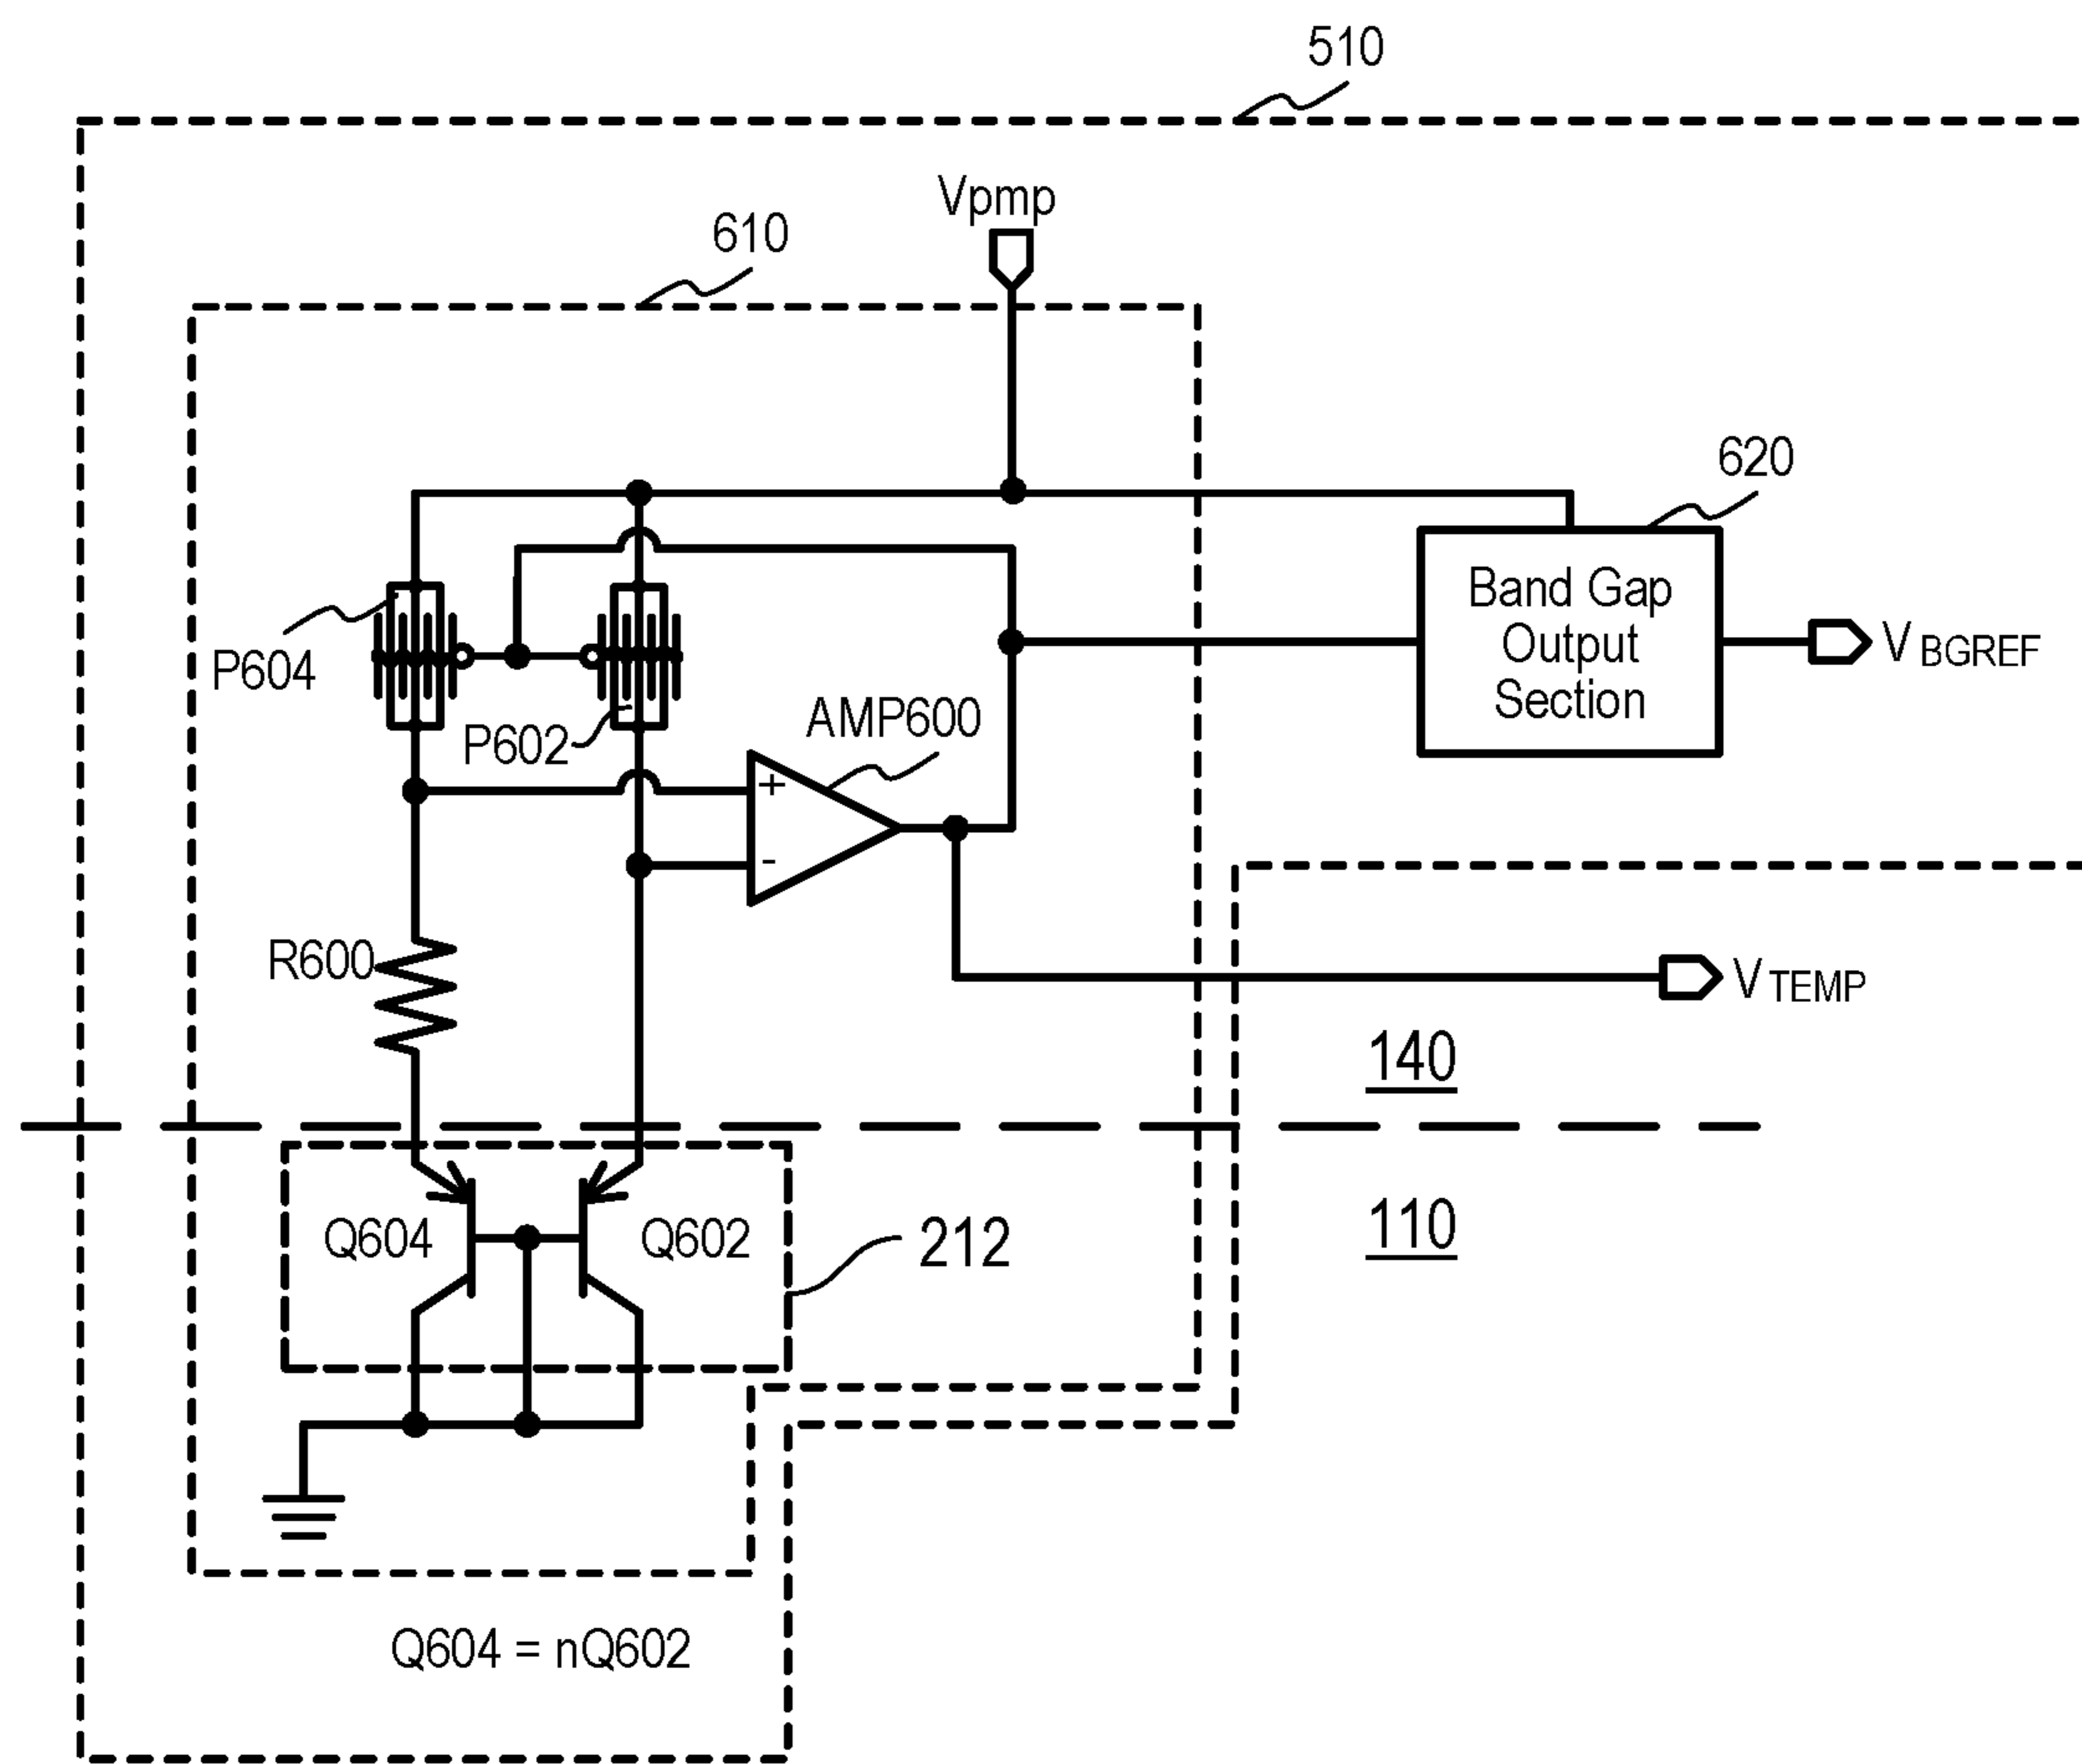 510
Vpmp
610
620
Band Gap
Output
Section
V BGREF
P604
P602
AMP600
+
-
R600
V TEMP
140
110
Q604
Q602
212
Q604 = nQ602